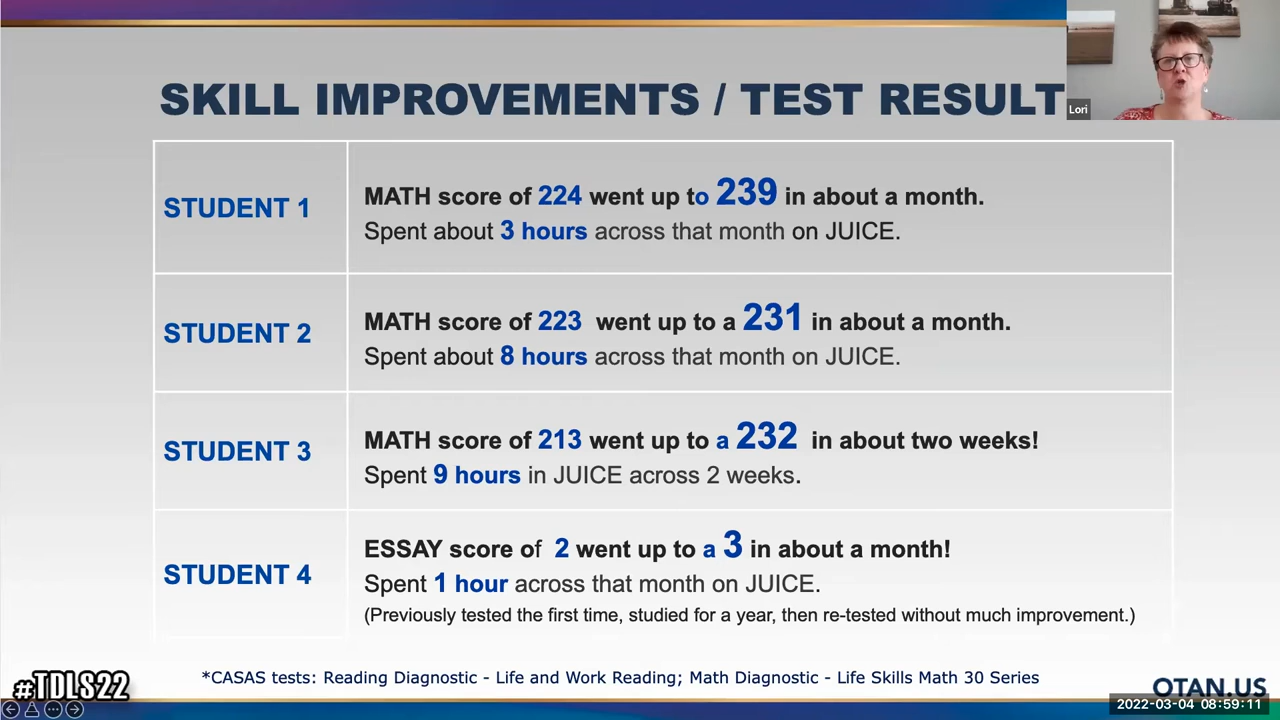 SKILL IMPROVEMENTS / TEST RESULT
Lori
STUDENT 1
MATH score of 224 went up to 239 in about a month.
Spent about 3 hours across that month on JUICE.
STUDENT 2
MATH score of 223 went up to a 231 in about a month.
Spent about 8 hours across that month on JUICE.
STUDENT 3
MATH score of 213 went up to a 232 in about two weeks!
Spent 9 hours in JUICE across 2 weeks.
STUDENT 4
ESSAY score of 2 went up to a 3 in about a month!
Spent 1 hour across that month on JUICE.
(Previously tested the first time, studied for a year, then re-tested without much improvement.)
*CASAS tests: Reading Diagnostic - Life and Work Reading; Math Diagnostic - Life Skills Math 30 Series
#TDLS22
OTAN.US
2022-03-04 08:59:11